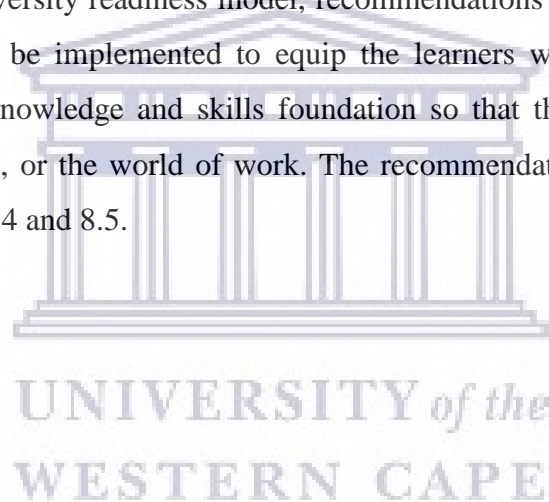 versity readiness model, recommendations
be implemented to equip the learners w
nowledge and skills foundation so that th
, or the world of work. The recommendat
4 and 8.5.
UNIVERSITY of the
WESTERN CAPE